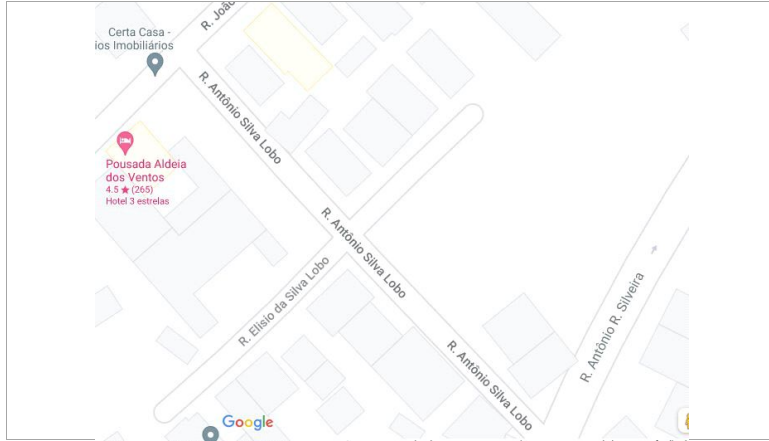 R. João
Certa Casa -
ios Imobiliários
R. Antônio Silva Lobo
Pousada Aldeia
dos Ventos
4.5 ★ (265)
Hotel 3 estrelas
R. Antônio Silva Lobo
R. Elisio da Silva Lobo
R. Antônio R. Silveira
R. Antônio Silva Lobo
Google